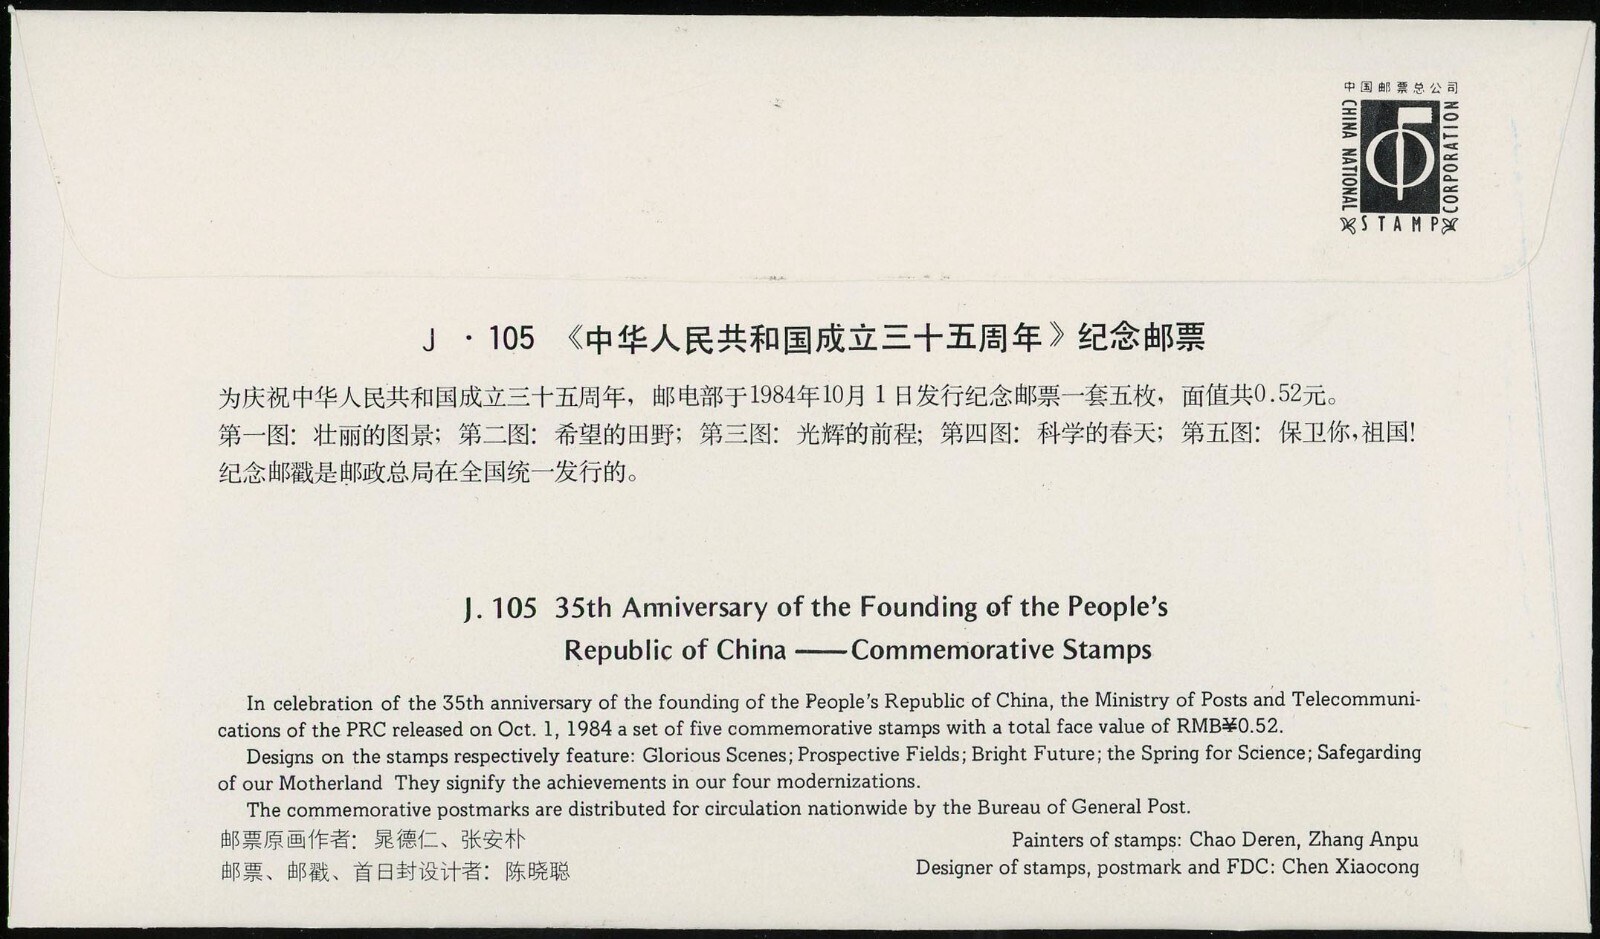 中国邮票总公司
CHINA NATIONAL
STAMP
CORPORATION
J · 105 《中华人民共和国成立三十五周年》纪念邮票
为庆祝中华人民共和国成立三十五周年，邮电部于1984年10月1日发行纪念邮票一套五枚，面值共0.52元。
第一图：壮丽的图景；第二图：希望的田野；第三图：光辉的前程；第四图：科学的春天；第五图：保卫你，祖国！
纪念邮戳是邮政总局在全国统一发行的。
J. 105 35th Anniversary of the Founding of the People's
Republic of China ——Commemorative Stamps
In celebration of the 35th anniversary of the founding of the People's Republic of China, the Ministry of Posts and Telecommuni-
cations of the PRC released on Oct. 1, 1984 a set of five commemorative stamps with a total face value of RMB¥0.52.
Designs on the stamps respectively feature: Glorious Scenes; Prospective Fields; Bright Future; the Spring for Science; Safegarding
of our Motherland They signify the achievements in our four modernizations.
The commemorative postmarks are distributed for circulation nationwide by the Bureau of General Post.
邮票原画作者：晁德仁、张安朴
Painters of stamps: Chao Deren, Zhang Anpu
邮票、邮戳、首日封设计者：陈晓聪
Designer of stamps, postmark and FDC: Chen Xiaocong